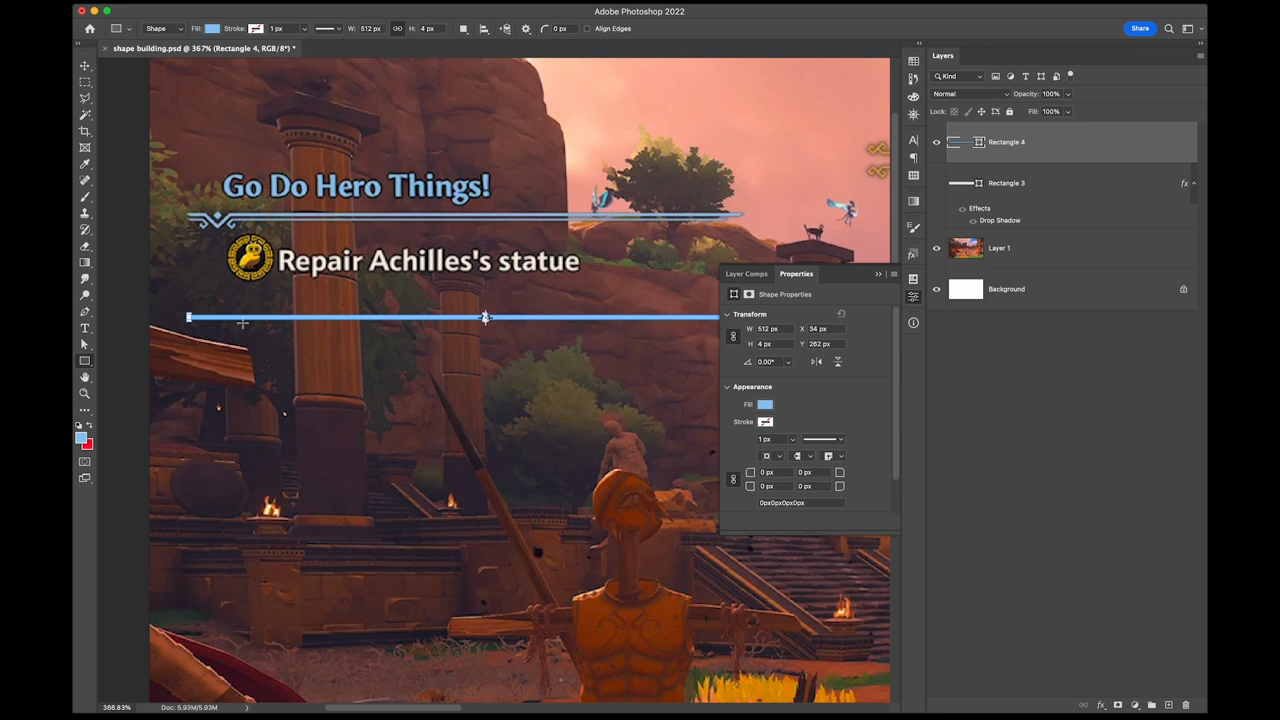 Adobe Photoshop 2022
Shape Fill: Stroke: 1 px W: 512 px H: 4 px 0 px Align Edges Share
shape building.psd @ 367% (Rectangle 4, RGB/8*) *
Layers
Kind
Normal Opacity: 100%
Lock: Fill: 100%
Rectangle 4
Rectangle 3 fx
Effects
Drop Shadow
Layer 1
Background
Go Do Hero Things!
Repair Achilles's statue
Layer Comps Properties
Shape Properties
Transform
W 512 px X 34 px
H 4 px Y 262 px
0.00°
Appearance
Fill
Stroke
1 px
0 px 0 px
0 px 0 px
0px0px0px0px
366.83% Doc: 5.93M/5.93M